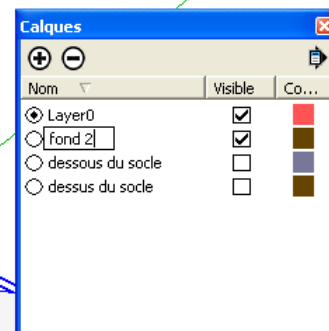 Calques
Nom Visible Co...
Layer0
fond 2
dessous du socle
dessus du socle